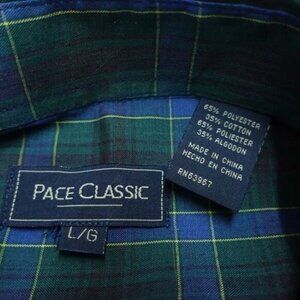 PACE CLASSIC
L/G
65% POLYESTER
35% COTTON
65% POLIESTER
35% ALGODON
MADE IN CHINA
HECHO EN CHINA
RN53967